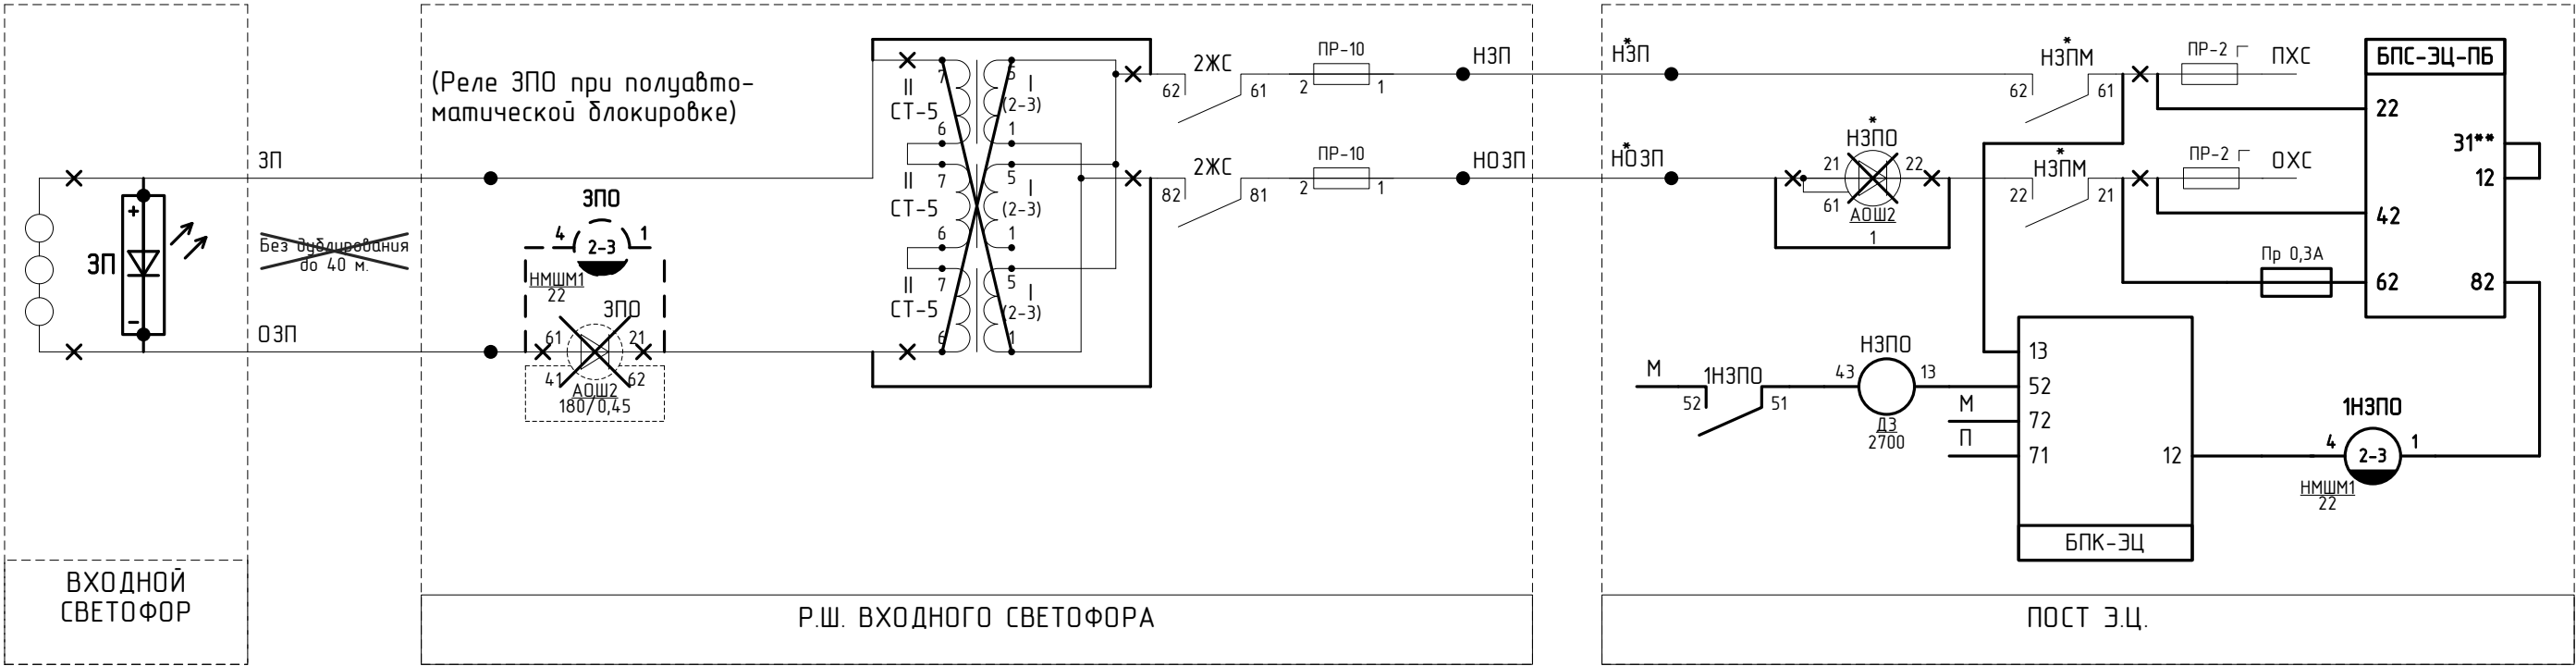 ЗП
+
−
ЗП
ОЗП
Без дублирования
до 40 м.
ВХОДНОЙ
СВЕТОФОР
(Реле ЗПО при полуавто-
матической блокировке)
ЗПО
4
2-3
1
НМШМ1
22
ЗПО
61
21
41
62
АОШ2
180/0,45
II
СТ-5
7
6
5
I
(2-3)
1
II
СТ-5
7
6
5
I
(2-3)
1
II
СТ-5
7
6
5
I
(2-3)
1
2ЖС
62
61
ПР-10
2
1
НЗП
2ЖС
82
81
ПР-10
2
1
НОЗП
Р.Ш. ВХОДНОГО СВЕТОФОРА
*
НЗП
*
НОЗП
*
НЗПО
21
22
61
АОШ2
1
*
НЗПМ
62
61
ПР-2
ПХС
*
НЗПМ
22
21
ПР-2
ОХС
Пр 0,3А
БПС-ЭЦ-ПБ
22
31**
12
42
62
82
М
1НЗПО
52
51
НЗПО
43
13
ДЗ
2700
М
П
13
52
72
71
12
БПК-ЭЦ
1НЗПО
4
2-3
1
НМШМ1
22
ПОСТ Э.Ц.